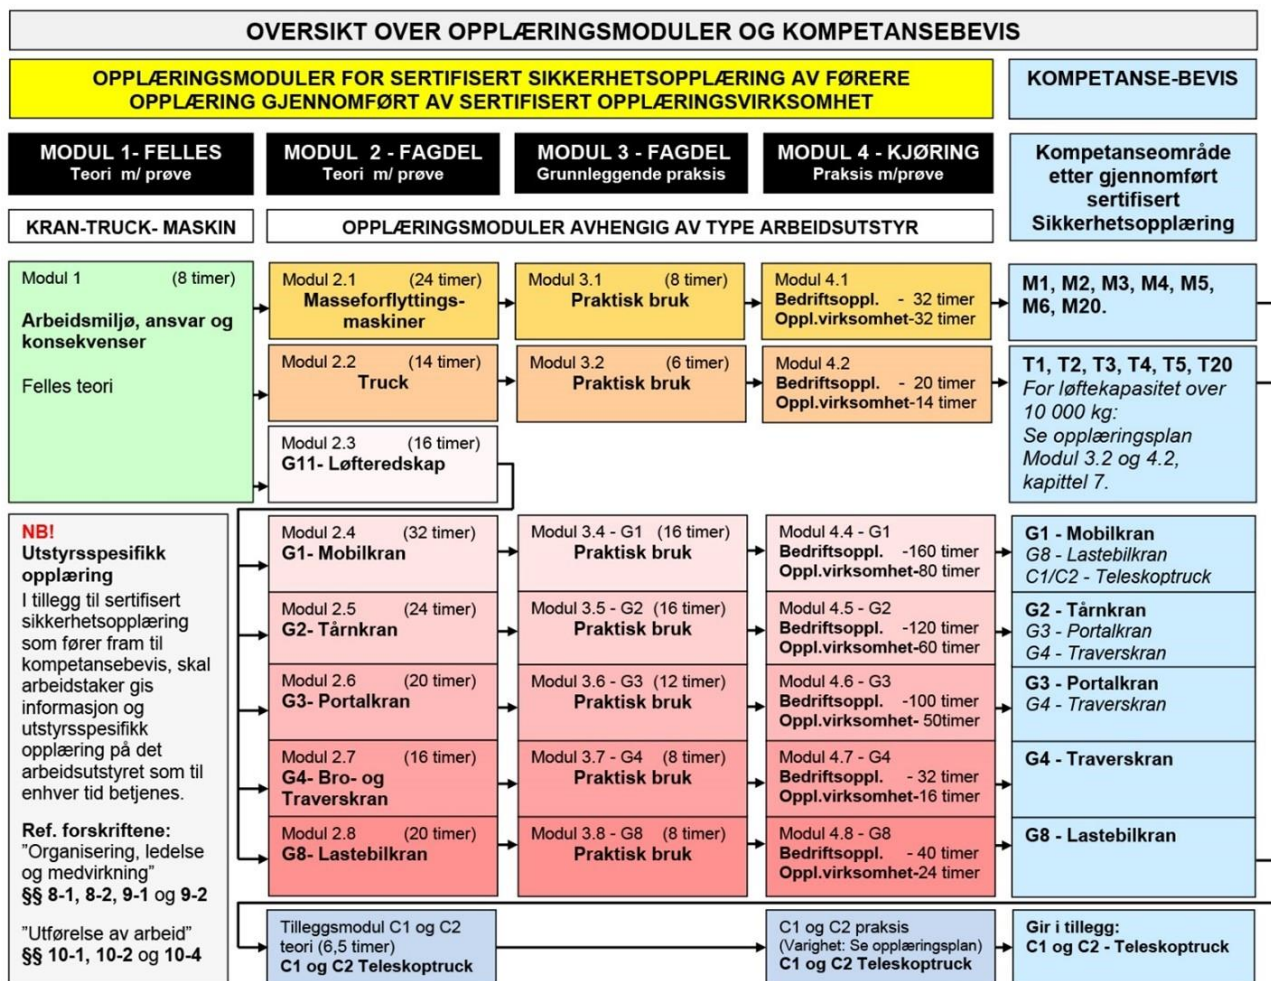 OVERSIKT OVER OPPLÆRINGSMODULER OG KOMPETANSEBEVIS
OPPLÆRINGSMODULER FOR SERTIFISERT SIKKERHETSOPPLÆRING AV FØRERE
OPPLÆRING GJENNOMFØRT AV SERTIFISERT OPPLÆRINGSVIRKSOMHET
KOMPETANSE-BEVIS
MODUL 1- FELLES
Teori m/ prøve
MODUL 2 - FAGDEL
Teori m/ prøve
MODUL 3 - FAGDEL
Grunnleggende praksis
MODUL 4 - KJØRING
Praksis m/prøve
Kompetanseområde
etter gjennomført
sertifisert
Sikkerhetsopplæring
KRAN-TRUCK- MASKIN
OPPLÆRINGSMODULER AVHENGIG AV TYPE ARBEIDSUTSTYR
Modul 1 (8 timer)
Arbeidsmiljø, ansvar og
konsekvenser
Felles teori
Modul 2.1 (24 timer)
Masseforflyttings-
maskiner
Modul 3.1 (8 timer)
Praktisk bruk
Modul 4.1
Bedriftsoppl. - 32 timer
Oppl.virksomhet-32 timer
M1, M2, M3, M4, M5,
M6, M20.
Modul 2.2 (14 timer)
Truck
Modul 3.2 (6 timer)
Praktisk bruk
Modul 4.2
Bedriftsoppl. - 20 timer
Oppl.virksomhet-14 timer
T1, T2, T3, T4, T5, T20
For løftekapasitet over
10 000 kg:
Se opplæringsplan
Modul 3.2 og 4.2,
kapittel 7.
Modul 2.3 (16 timer)
G11- Løfteredskap
NB!
Utstyrsspesifikk
opplæring
I tillegg til sertifisert
sikkerhetsopplæring
som fører fram til
kompetansebevis, skal
arbeidstaker gis
informasjon og
utstyrsspesifikk
opplæring på det
arbeidsutstyret som til
enhver tid betjenes.
Ref. forskriftene:
"Organisering, ledelse
og medvirkning"
§§ 8-1, 8-2, 9-1 og 9-2
"Utførelse av arbeid"
§§ 10-1, 10-2 og 10-4
Modul 2.4 (32 timer)
G1- Mobilkran
Modul 3.4 - G1 (16 timer)
Praktisk bruk
Modul 4.4 - G1
Bedriftsoppl. -160 timer
Oppl.virksomhet-80 timer
G1 - Mobilkran
G8 - Lastebilkran
C1/C2 - Teleskoptruck
Modul 2.5 (24 timer)
G2- Tårnkran
Modul 3.5 - G2 (16 timer)
Praktisk bruk
Modul 4.5 - G2
Bedriftsoppl. -120 timer
Oppl.virksomhet-60 timer
G2 - Tårnkran
G3 - Portalkran
G4 - Traverskran
Modul 2.6 (20 timer)
G3- Portalkran
Modul 3.6 - G3 (12 timer)
Praktisk bruk
Modul 4.6 - G3
Bedriftsoppl. -100 timer
Oppl.virksomhet- 50timer
G3 - Portalkran
G4 - Traverskran
Modul 2.7 (16 timer)
G4- Bro- og
Traverskran
Modul 3.7 - G4 (8 timer)
Praktisk bruk
Modul 4.7 - G4
Bedriftsoppl. - 32 timer
Oppl.virksomhet-16 timer
G4 - Traverskran
Modul 2.8 (20 timer)
G8- Lastebilkran
Modul 3.8 - G8 (8 timer)
Praktisk bruk
Modul 4.8 - G8
Bedriftsoppl. - 40 timer
Oppl.virksomhet-24 timer
G8 - Lastebilkran
Tilleggsmodul C1 og C2
teori (6,5 timer)
C1 og C2 Teleskoptruck
C1 og C2 praksis
(Varighet: Se opplæringsplan)
C1 og C2 Teleskoptruck
Gir i tillegg:
C1 og C2 - Teleskoptruck